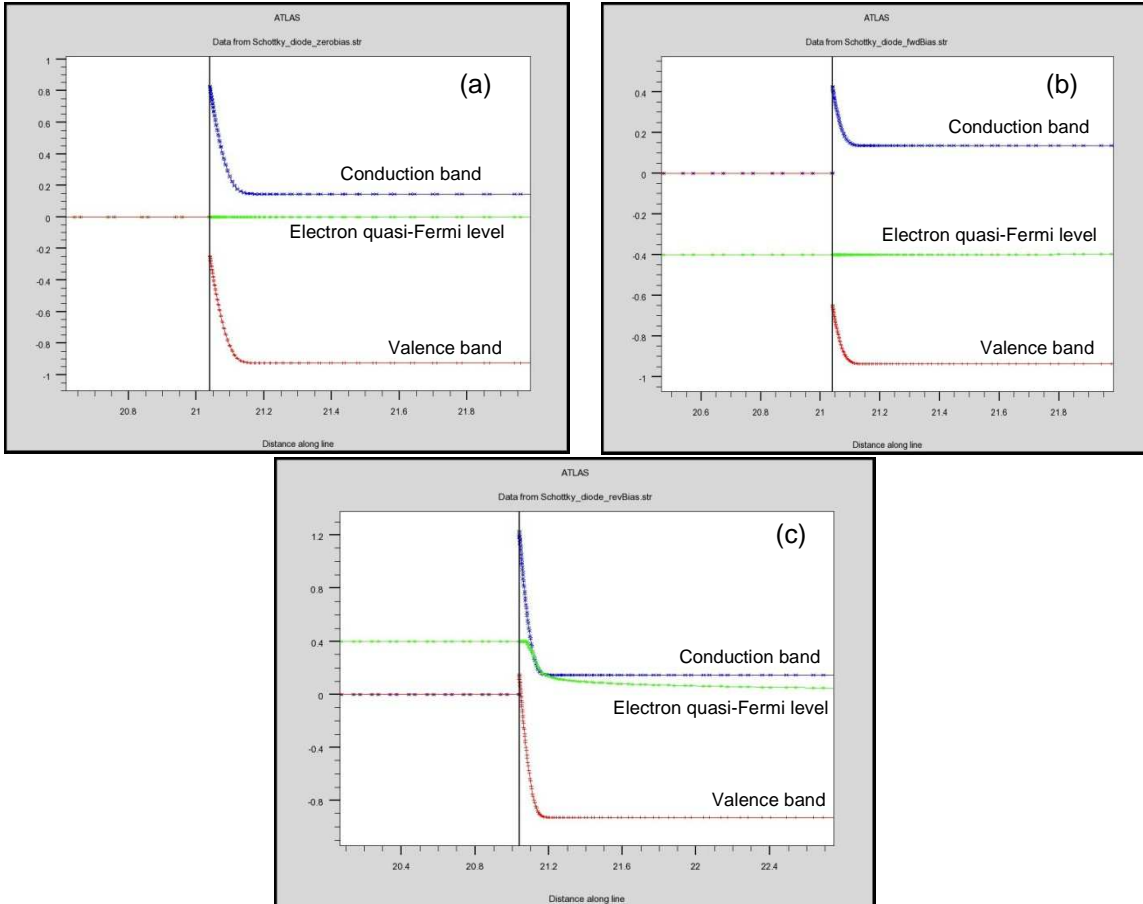 ATLAS
Data from Schottky_diode_zerobias.str
(a)
1
0.8
0.6
0.4
0.2
0
-0.2
-0.4
-0.6
-0.8
-1
Conduction band
Electron quasi-Fermi level
Valence band
20.8 21 21.2 21.4 21.6 21.8
Distance along line
ATLAS
Data from Schottky_diode_fwdBias.str
(b)
0.4
0.2
0
-0.2
-0.4
-0.6
-0.8
-1
Conduction band
Electron quasi-Fermi level
Valence band
20.6 20.8 21 21.2 21.4 21.6 21.8
Distance along line
ATLAS
Data from Schottky_diode_revBias.str
(c)
1.2
0.8
0.4
0
-0.4
-0.8
Conduction band
Electron quasi-Fermi level
Valence band
20.4 20.8 21.2 21.6 22 22.4
Distance along line